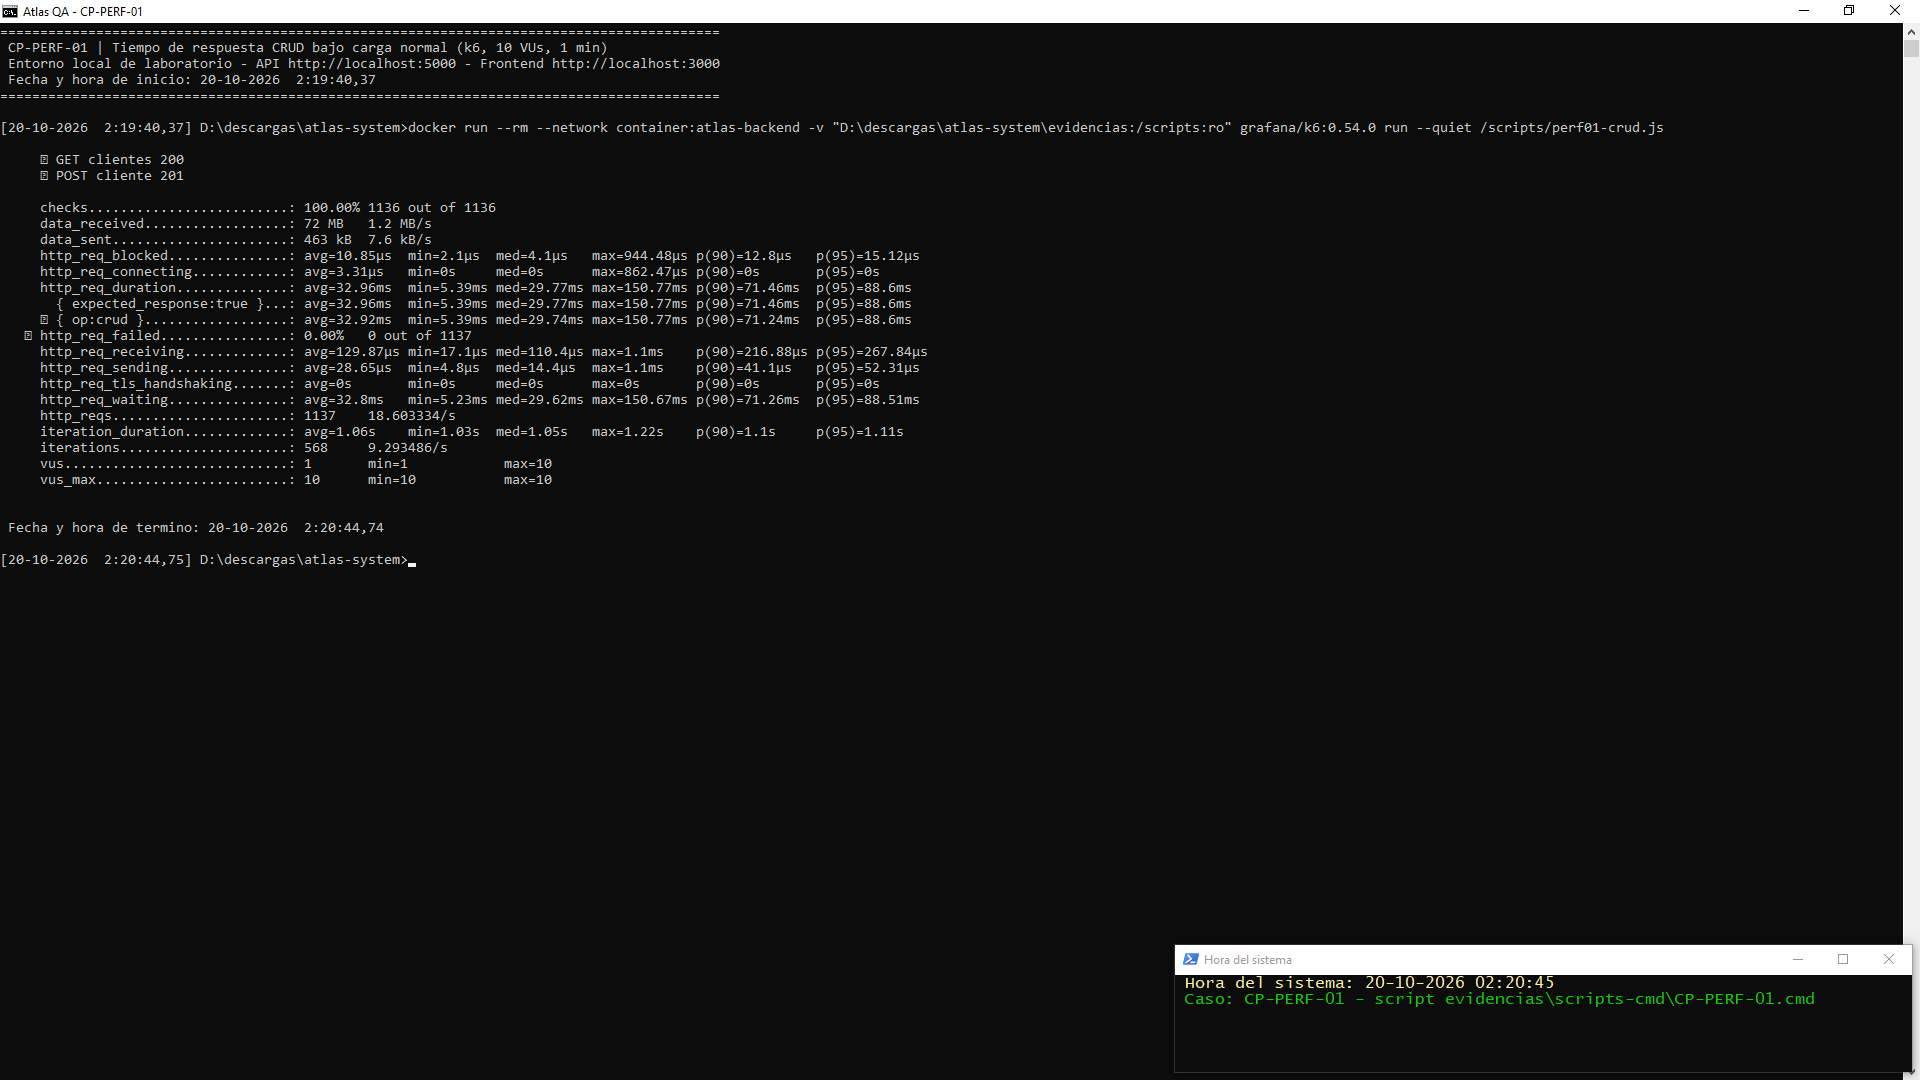 Atlas QA - CP-PERF-01
==========================================================================================
CP-PERF-01 | Tiempo de respuesta CRUD bajo carga normal (k6, 10 VUs, 1 min)
Entorno local de laboratorio - API http://localhost:5000 - Frontend http://localhost:3000
Fecha y hora de inicio: 20-10-2026  2:19:40,37
==========================================================================================
[20-10-2026  2:19:40,37] D:\descargas\atlas-system>docker run --rm --network container:atlas-backend -v "D:\descargas\atlas-system\evidencias:/scripts:ro" grafana/k6:0.54.0 run --quiet /scripts/perf01-crud.js
GET clientes 200
POST cliente 201
checks.........................: 100.00% 1136 out of 1136
data_received..................: 72 MB   1.2 MB/s
data_sent......................: 463 kB  7.6 kB/s
http_req_blocked...............: avg=10.85µs  min=2.1µs  med=4.1µs   max=944.48µs p(90)=12.8µs   p(95)=15.12µs
http_req_connecting............: avg=3.31µs   min=0s     med=0s      max=862.47µs p(90)=0s       p(95)=0s
http_req_duration..............: avg=32.96ms  min=5.39ms med=29.77ms max=150.77ms p(90)=71.46ms  p(95)=88.6ms
{ expected_response:true }...: avg=32.96ms  min=5.39ms med=29.77ms max=150.77ms p(90)=71.46ms  p(95)=88.6ms
{ op:crud }..................: avg=32.92ms  min=5.39ms med=29.74ms max=150.77ms p(90)=71.24ms  p(95)=88.6ms
http_req_failed................: 0.00%   0 out of 1137
http_req_receiving.............: avg=129.87µs min=17.1µs med=110.4µs max=1.1ms    p(90)=216.88µs p(95)=267.84µs
http_req_sending...............: avg=28.65µs  min=4.8µs  med=14.4µs  max=1.1ms    p(90)=41.1µs   p(95)=52.31µs
http_req_tls_handshaking.......: avg=0s       min=0s     med=0s      max=0s       p(90)=0s       p(95)=0s
http_req_waiting...............: avg=32.8ms   min=5.23ms med=29.62ms max=150.67ms p(90)=71.26ms  p(95)=88.51ms
http_reqs......................: 1137    18.603334/s
iteration_duration.............: avg=1.06s    min=1.03s  med=1.05s   max=1.22s    p(90)=1.1s     p(95)=1.11s
iterations.....................: 568     9.293486/s
vus............................: 1       min=1            max=10
vus_max........................: 10      min=10           max=10
Fecha y hora de termino: 20-10-2026  2:20:44,74
[20-10-2026  2:20:44,75] D:\descargas\atlas-system>
Hora del sistema
Hora del sistema: 20-10-2026 02:20:45
Caso: CP-PERF-01 - script evidencias\scripts-cmd\CP-PERF-01.cmd